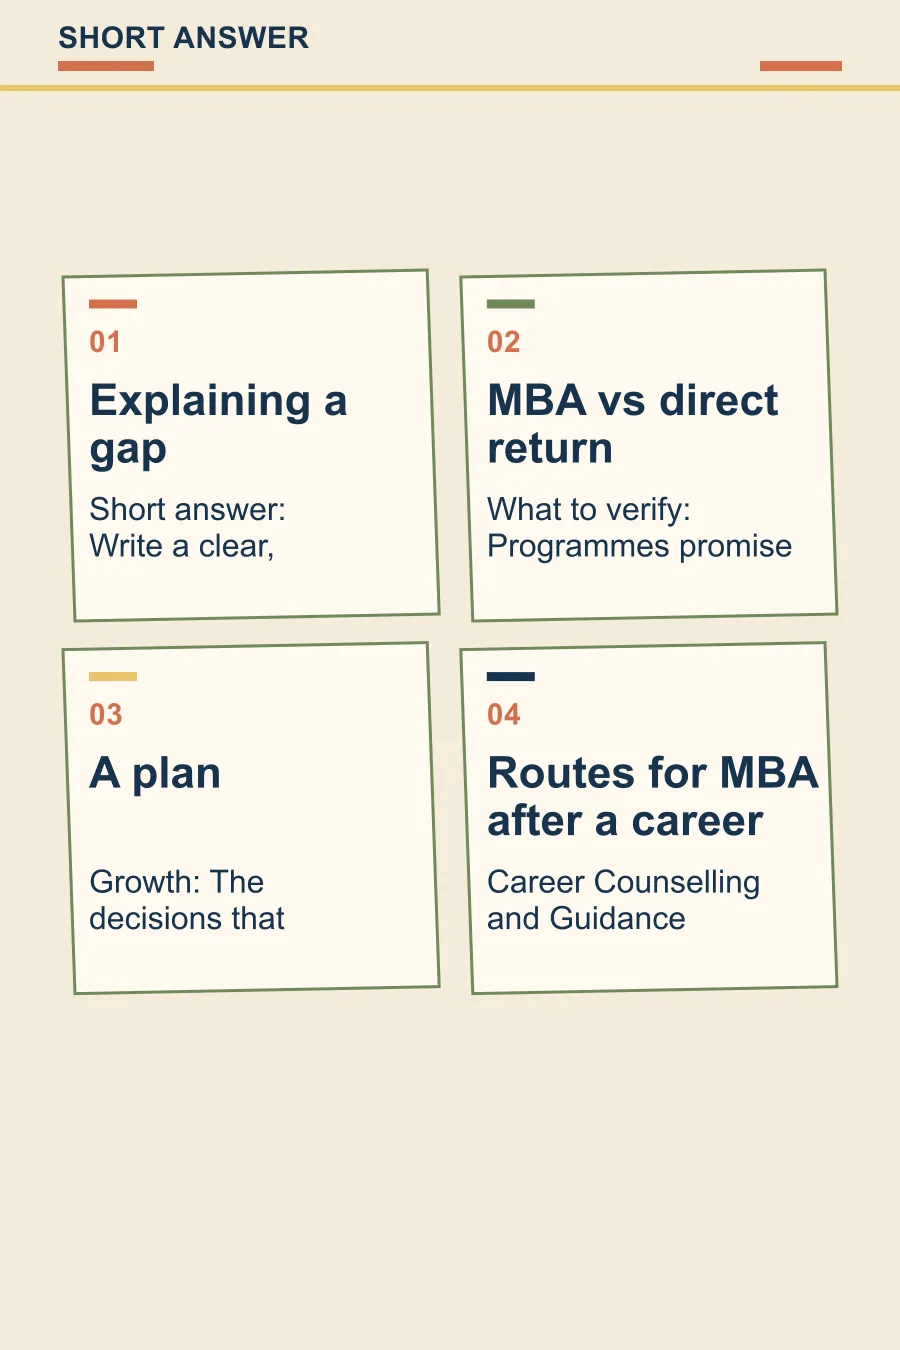 SHORT ANSWER
01
Explaining a
gap
Short answer:
Write a clear,
02
MBA vs direct
return
What to verify:
Programmes promise
03
A plan
Growth: The
decisions that
04
Routes for MBA
after a career
Career Counselling
and Guidance